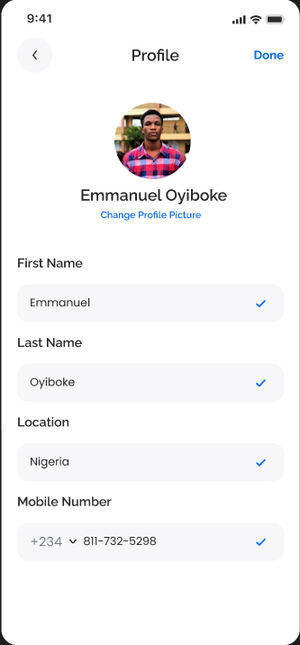 9:41
Profile
Done
Emmanuel Oyiboke
Change Profile Picture
First Name
Emmanuel
Last Name
Oyiboke
Location
Nigeria
Mobile Number
+234 811-732-5298